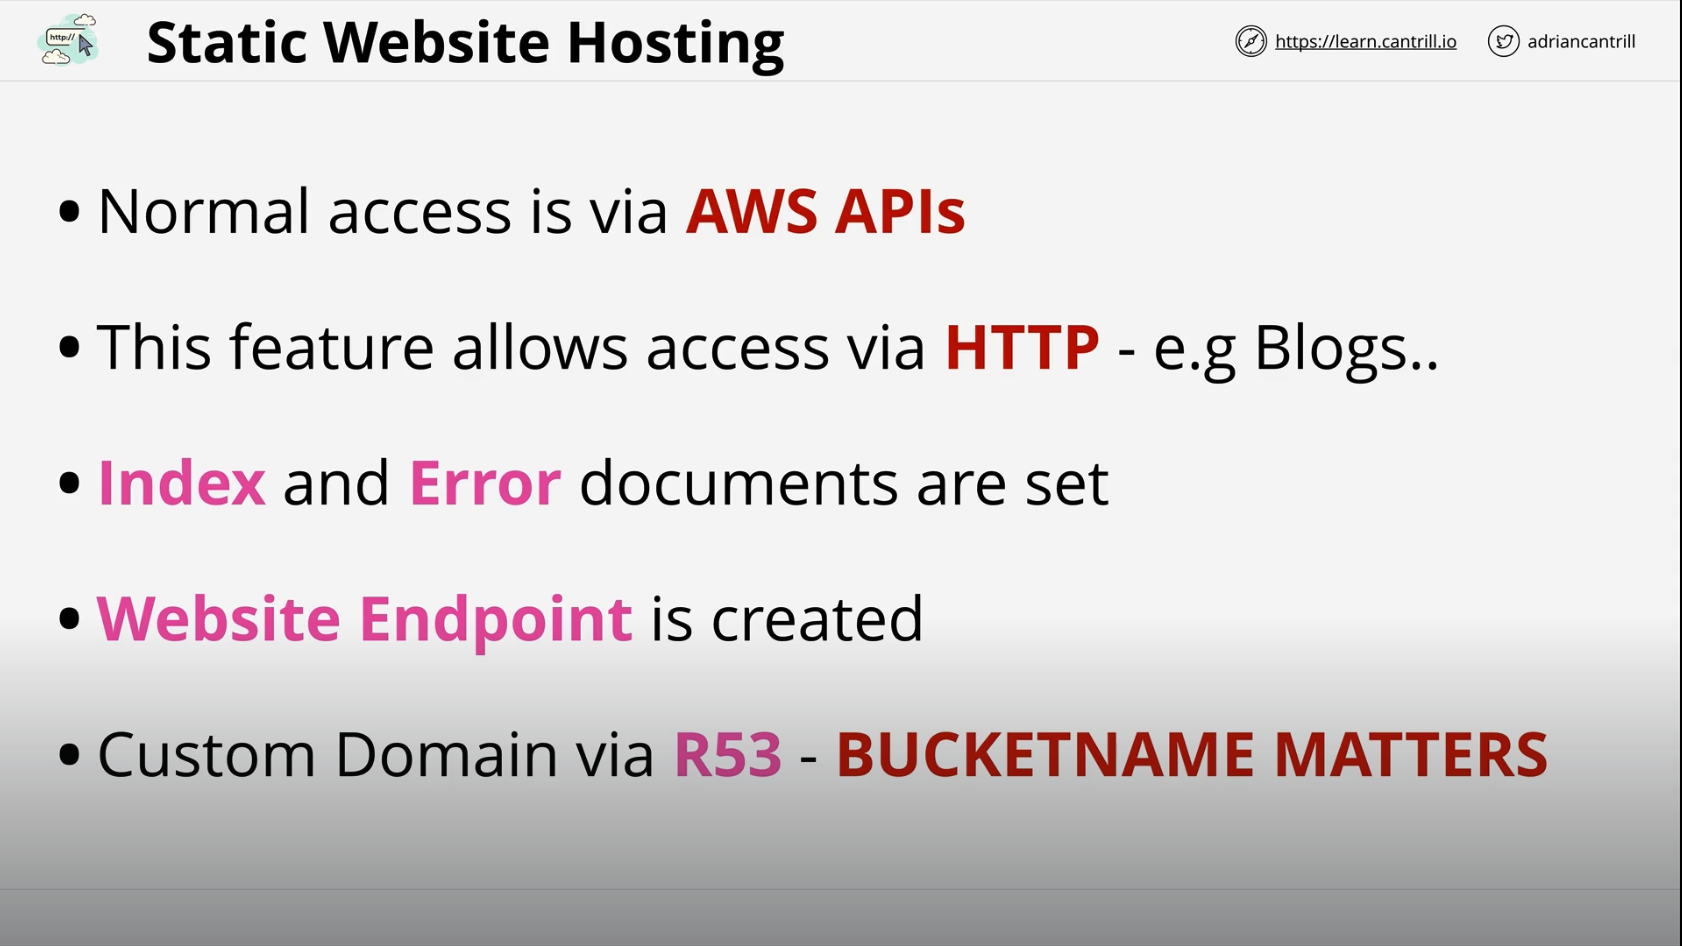 http://
Static Website Hosting
https://learn.cantrill.io
adriancantrill
• Normal access is via AWS APIs
• This feature allows access via HTTP - e.g Blogs..
• Index and Error documents are set
• Website Endpoint is created
• Custom Domain via R53 - BUCKETNAME MATTERS